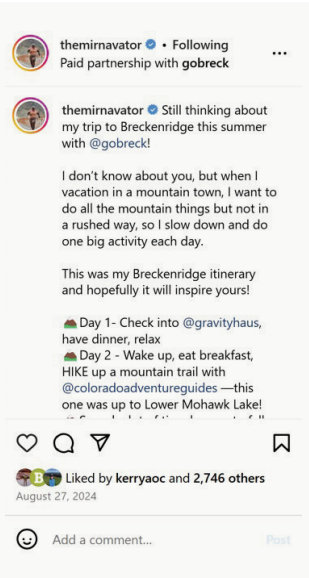 themirnavator • Following
Paid partnership with gobreck
themirnavator Still thinking about
my trip to Breckenridge this summer
with @gobreck!
I don't know about you, but when I
vacation in a mountain town, I want to
do all the mountain things but not in
a rushed way, so I slow down and do
one big activity each day.
This was my Breckenridge itinerary
and hopefully it will inspire yours!
Day 1- Check into @gravityhaus,
have dinner, relax
Day 2 - Wake up, eat breakfast,
HIKE up a mountain trail with
@coloradoadventureguides —this
one was up to Lower Mohawk Lake!
B
Liked by kerryaoc and 2,746 others
August 27, 2024
Add a comment...
Post